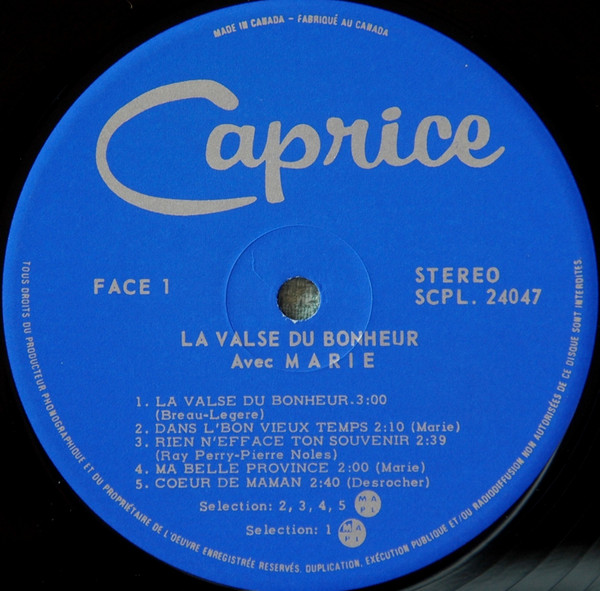 MADE IN CANADA - FABRIQUÉ AU CANADA
Caprice
FACE 1
STEREO
SCPL. 24047
LA VALSE DU BONHEUR
Avec MARIE
1. LA VALSE DU BONHEUR.3:00
(Breau-Legere)
2. DANS L'BON VIEUX TEMPS 2:10 (Marie)
3. RIEN N'EFFACE TON SOUVENIR 2:39
(Ray Perry-Pierre Noles)
4. MA BELLE PROVINCE 2:00 (Marie)
5. COEUR DE MAMAN 2:40 (Desrocher)
Selection: 2, 3, 4, 5 MAPI
Selection: 1 MAPI
TOUS DROITS DU PRODUCTEUR PHONOGRAPHIQUE ET DU PROPRIÉTAIRE DE L'OEUVRE ENREGISTRÉE RESERVÉS. DUPLICATION, EXÉCUTION PUBLIQUE ET/OU RADIODIFFUSION NON AUTORISÉES DE CE DISQUE SONT INTERDITES.